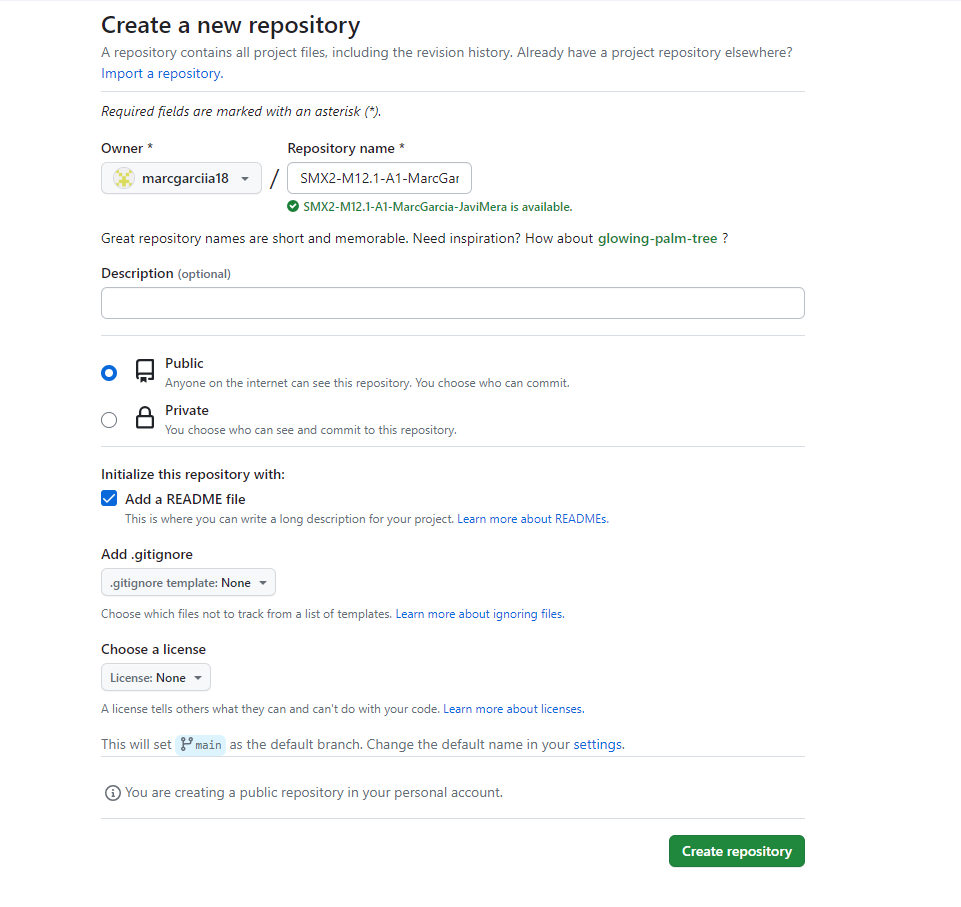 Create a new repository
A repository contains all project files, including the revision history. Already have a project repository elsewhere?
Import a repository.
Required fields are marked with an asterisk (*).
Owner * Repository name *
marcgarciia18 / SMX2-M12.1-A1-MarcGar
SMX2-M12.1-A1-MarcGarcia-JaviMera is available.
Great repository names are short and memorable. Need inspiration? How about glowing-palm-tree ?
Description (optional)
Public
Anyone on the internet can see this repository. You choose who can commit.
Private
You choose who can see and commit to this repository.
Initialize this repository with:
Add a README file
This is where you can write a long description for your project. Learn more about READMEs.
Add .gitignore
.gitignore template: None
Choose which files not to track from a list of templates. Learn more about ignoring files.
Choose a license
License: None
A license tells others what they can and can't do with your code. Learn more about licenses.
This will set main as the default branch. Change the default name in your settings.
You are creating a public repository in your personal account.
Create repository